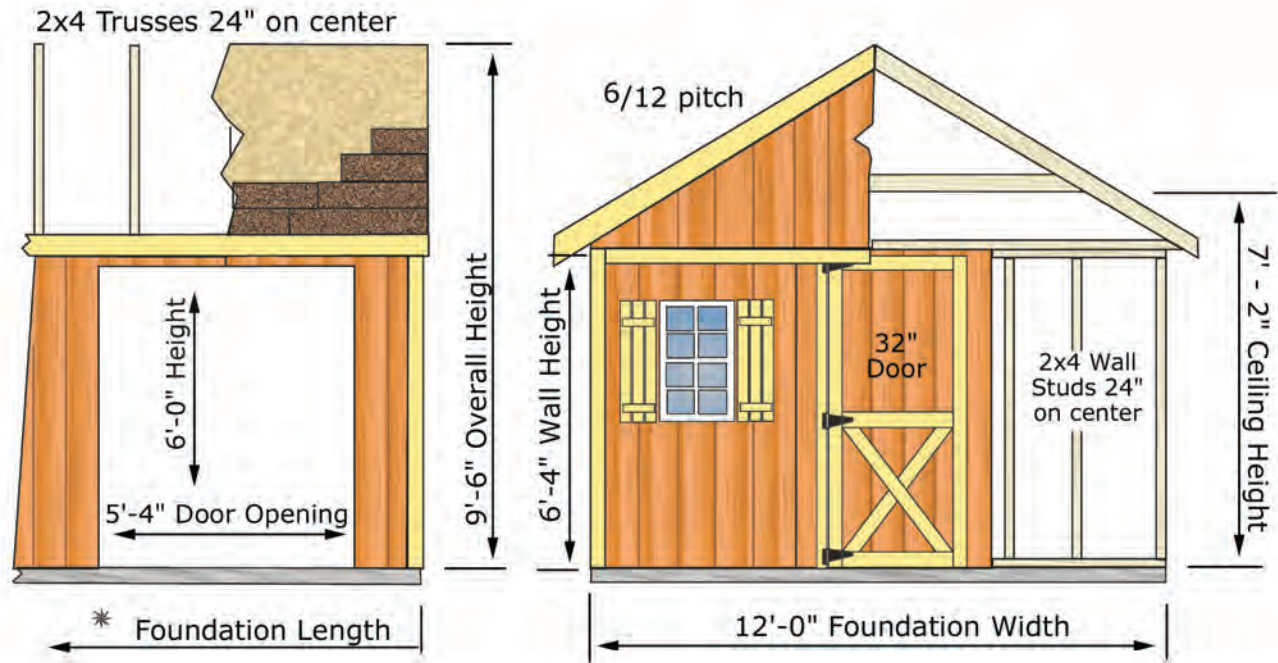 2x4 Trusses 24" on center
6'-0" Height
5'-4" Door Opening
9'-6" Overall Height
* Foundation Length
6/12 pitch
6'-4" Wall Height
32"
Door
2x4 Wall
Studs 24"
on center
7' - 2" Ceiling Height
12'-0" Foundation Width